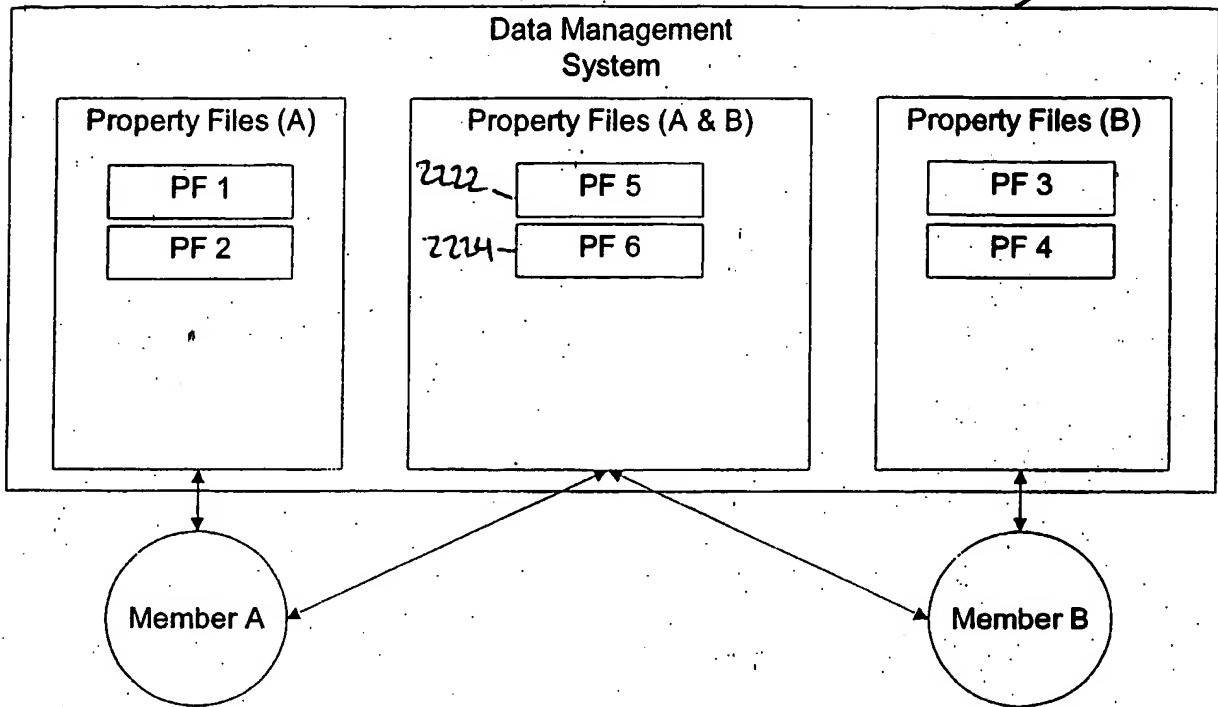 Data Management
System
Property Files (A)
PF 1
PF 2
Property Files (A & B)
2222
PF 5
2224
PF 6
Property Files (B)
PF 3
PF 4
Member A
Member B